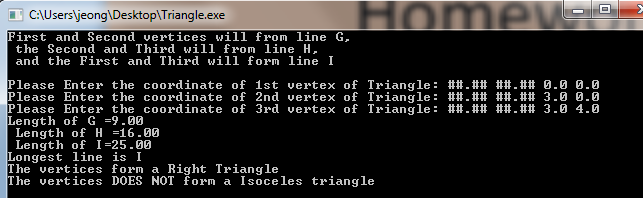 C:\Users\jeong\Desktop\Triangle.exe
Homewor
First and Second vertices will from line G,
the Second and Third will from line H,
and the First and Third will form line I
Please Enter the coordinate of 1st vertex of Triangle: ##.## ##.## 0.0 0.0
Please Enter the coordinate of 2nd vertex of Triangle: ##.## ##.## 3.0 0.0
Please Enter the coordinate of 3rd vertex of Triangle: ##.## ##.## 3.0 4.0
Length of G =9.00
Length of H =16.00
Length of I=25.00
Longest line is I
The vertices form a Right Triangle
The vertices DOES NOT form a Isoceles triangle